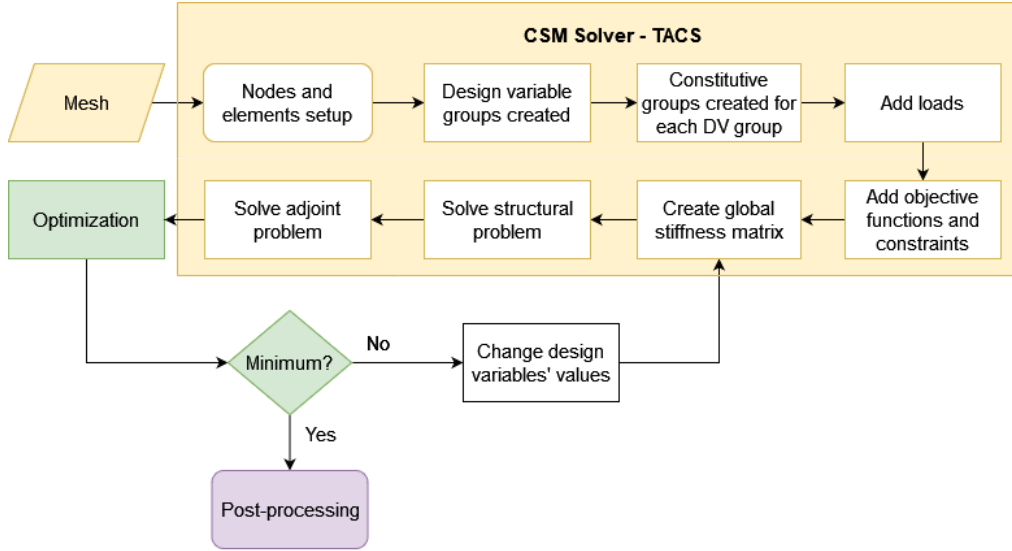 CSM Solver - TACS
Mesh
Nodes and
elements setup
Design variable
groups created
Constitutive
groups created for
each DV group
Add loads
Optimization
Solve adjoint
problem
Solve structural
problem
Create global
stiffness matrix
Add objective
functions and
constraints
Minimum?
No
Change design
variables' values
Yes
Post-processing